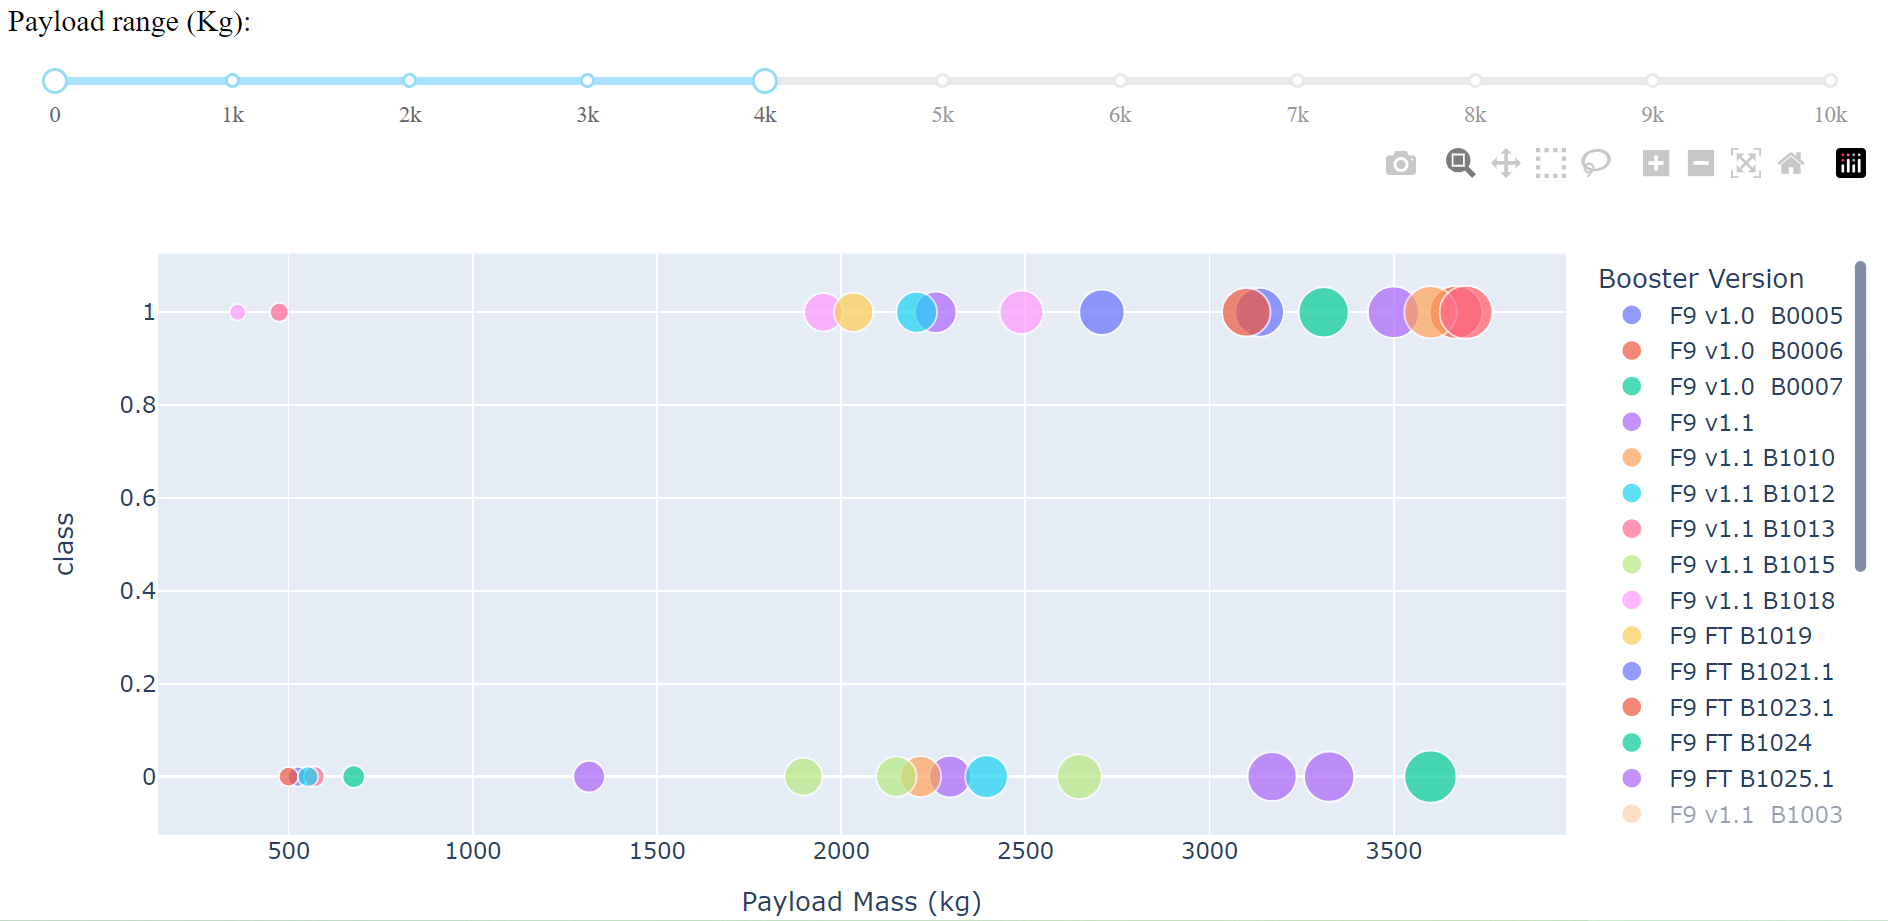 Payload range (Kg):
0 1k 2k 3k 4k 5k 6k 7k 8k 9k 10k
Booster Version
F9 v1.0  B0005
F9 v1.0  B0006
F9 v1.0  B0007
F9 v1.1
F9 v1.1 B1010
F9 v1.1 B1012
F9 v1.1 B1013
F9 v1.1 B1015
F9 v1.1 B1018
F9 FT B1019
F9 FT B1021.1
F9 FT B1023.1
F9 FT B1024
F9 FT B1025.1
F9 v1.1  B1003
class
1
0.8
0.6
0.4
0.2
0
500 1000 1500 2000 2500 3000 3500
Payload Mass (kg)